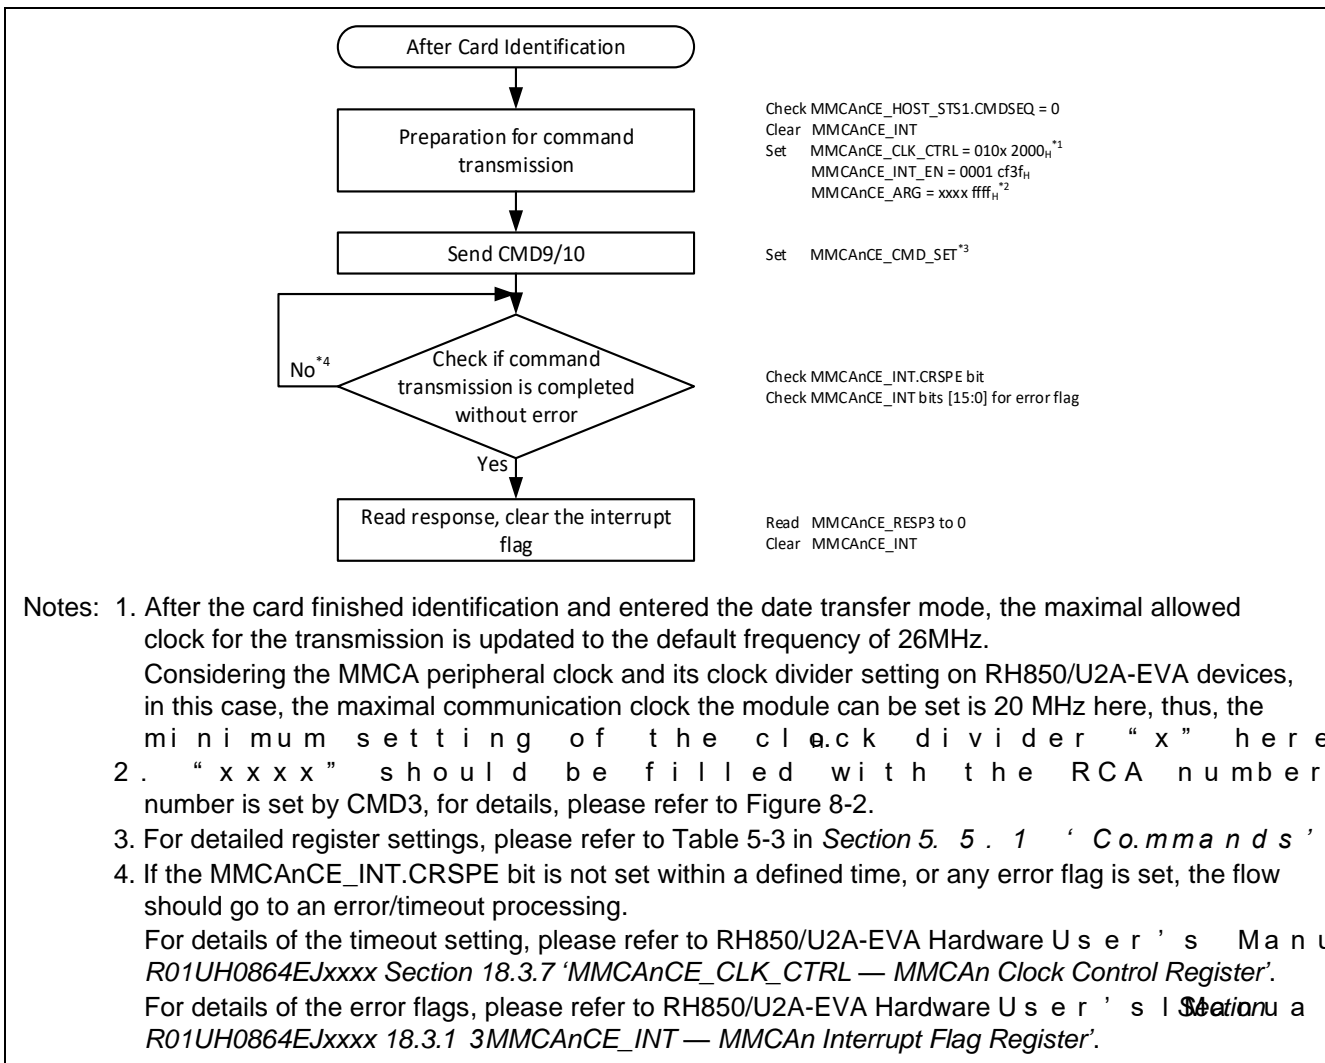 After Card Identification
Preparation for command
transmission
Check MMCAnCE_HOST_STS1.CMDSEQ = 0
Clear MMCAnCE_INT
Set MMCAnCE_CLK_CTRL = 010x 2000H*1
MMCAnCE_INT_EN = 0001 cf3fH
MMCAnCE_ARG = xxxx ffffH*2
Send CMD9/10
Set MMCAnCE_CMD_SET*3
No*4
Check if command
transmission is completed
without error
Check MMCAnCE_INT.CRSPE bit
Check MMCAnCE_INT bits [15:0] for error flag
Yes
Read response, clear the interrupt
flag
Read MMCAnCE_RESP3 to 0
Clear MMCAnCE_INT
Notes: 1. After the card finished identification and entered the date transfer mode, the maximal allowed
clock for the transmission is updated to the default frequency of 26MHz.
Considering the MMCA peripheral clock and its clock divider setting on RH850/U2A-EVA devices,
in this case, the maximal communication clock the module can be set is 20 MHz here, thus, the
minimum setting of the clock divider “x” here
2. “xxxx” should be filled with the RCA number
number is set by CMD3, for details, please refer to Figure 8-2.
3. For detailed register settings, please refer to Table 5-3 in Section 5.5.1 ‘Commands’.
4. If the MMCAnCE_INT.CRSPE bit is not set within a defined time, or any error flag is set, the flow
should go to an error/timeout processing.
For details of the timeout setting, please refer to RH850/U2A-EVA Hardware User’s Manu
R01UH0864EJxxxx Section 18.3.7 ‘MMCAnCE_CLK_CTRL — MMCAn Clock Control Register’.
For details of the error flags, please refer to RH850/U2A-EVA Hardware User’s Manual Section
R01UH0864EJxxxx 18.3.1 3MMCAnCE_INT — MMCAn Interrupt Flag Register’.